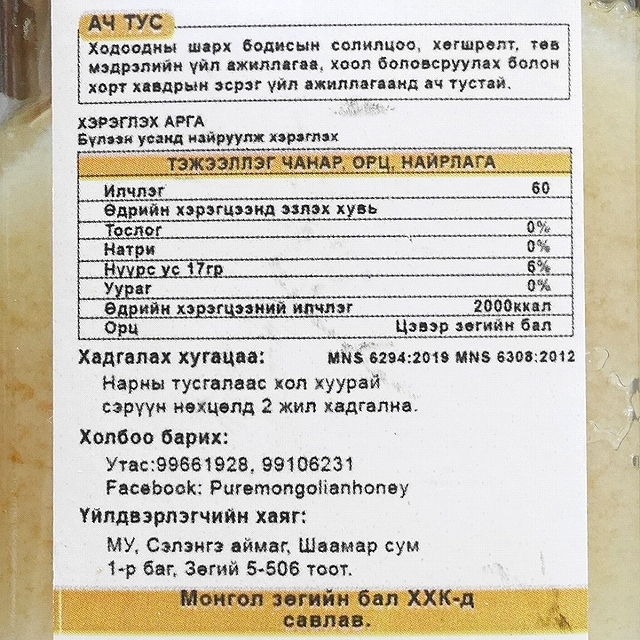 АЧ ТУС
Ходоодны шарх бодисын солилцоо, хөгшрөлт, төв
мэдрэлийн үйл ажиллагаа, хоол боловсруулах болон
хорт хавдрын эсрэг үйл ажиллагаанд ач тустай.
ХЭРЭГЛЭХ АРГА
Бүлээн усанд найруулж хэрэглэх
ТЭЖЭЭЛЛЭГ ЧАНАР, ОРЦ, НАЙРЛАГА
Илчлэг 60
Өдрийн хэрэгцээнд эзлэх хувь
Тослог 0%
Натри 0%
Нүүрс ус 17гр 6%
Уураг 0%
Өдрийн хэрэгцээний илчлэг 2000ккал
Орц Цэвэр зөгийн бал
Хадгалах хугацаа: MNS 6294:2019 MNS 6308:2012
Нарны тусгалаас хол хуурай
сэрүүн нөхцөлд 2 жил хадгална.
Холбоо барих:
Утас:99661928, 99106231
Facebook: Puremongolianhoney
Үйлдвэрлэгчийн хаяг:
МУ, Сэлэнгэ аймаг, Шаамар сум
1-р баг, Зөгий 5-506 тоот.
Монгол зөгийн бал ХХК-д
савлав.